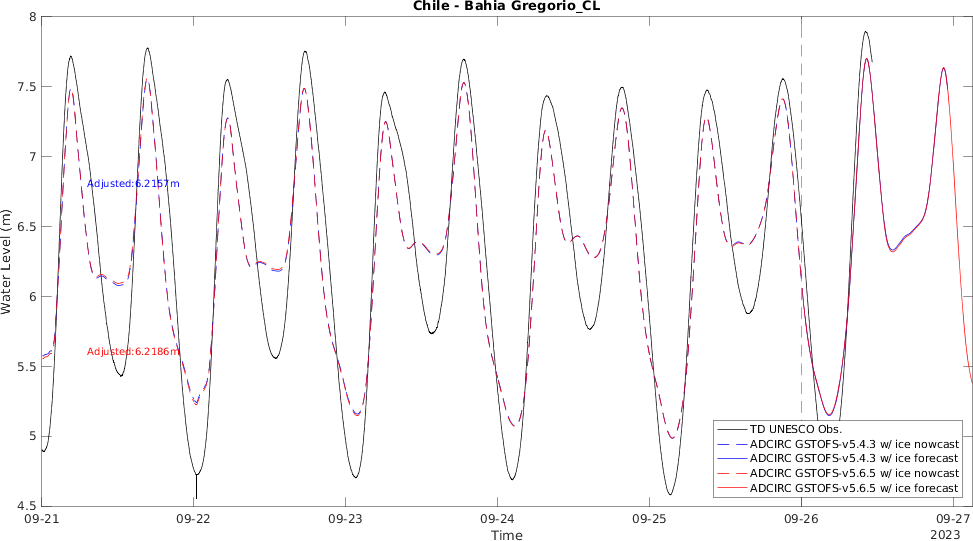 Chile - Bahia Gregorio_CL
8
7.5
7
6.5
6
5.5
5
4.5
Water Level (m)
Adjusted:6.2157m
Adjusted:6.2186m
TD UNESCO Obs.
ADCIRC GSTOFS-v5.4.3 w/ ice nowcast
ADCIRC GSTOFS-v5.4.3 w/ ice forecast
ADCIRC GSTOFS-v5.6.5 w/ ice nowcast
ADCIRC GSTOFS-v5.6.5 w/ ice forecast
09-21
09-22
09-23
09-24
09-25
09-26
09-27
Time
2023